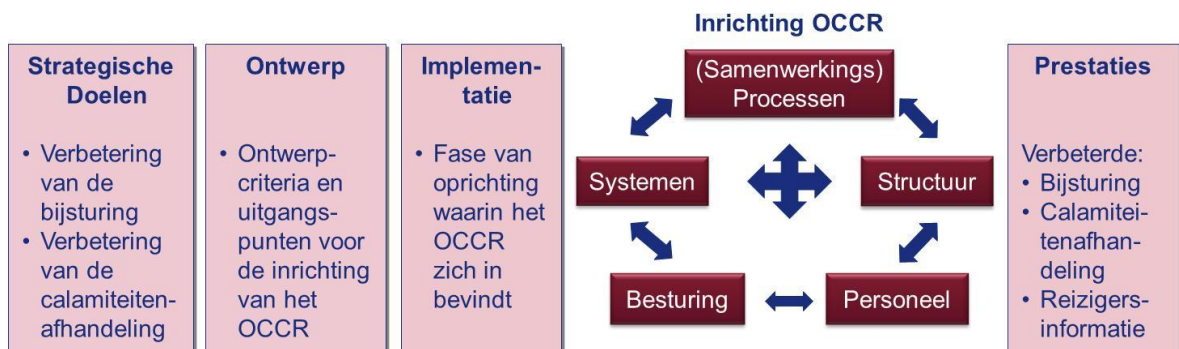 Strategische
Doelen
• Verbetering
van de
bijsturing
• Verbetering
van de
calamiteiten-
afhandeling
Ontwerp
• Ontwerp-
criteria en
uitgangs-
punten voor
de inrichting
van het
OCCR
Implemen-
tatie
• Fase van
oprichting
waarin het
OCCR
zich in
bevindt
Inrichting OCCR
(Samenwerkings)
Processen
Systemen
Structuur
Besturing
Personeel
Prestaties
Verbeterde:
• Bijsturing
• Calamitei-
tenafhan-
deling
• Reizigers-
informatie